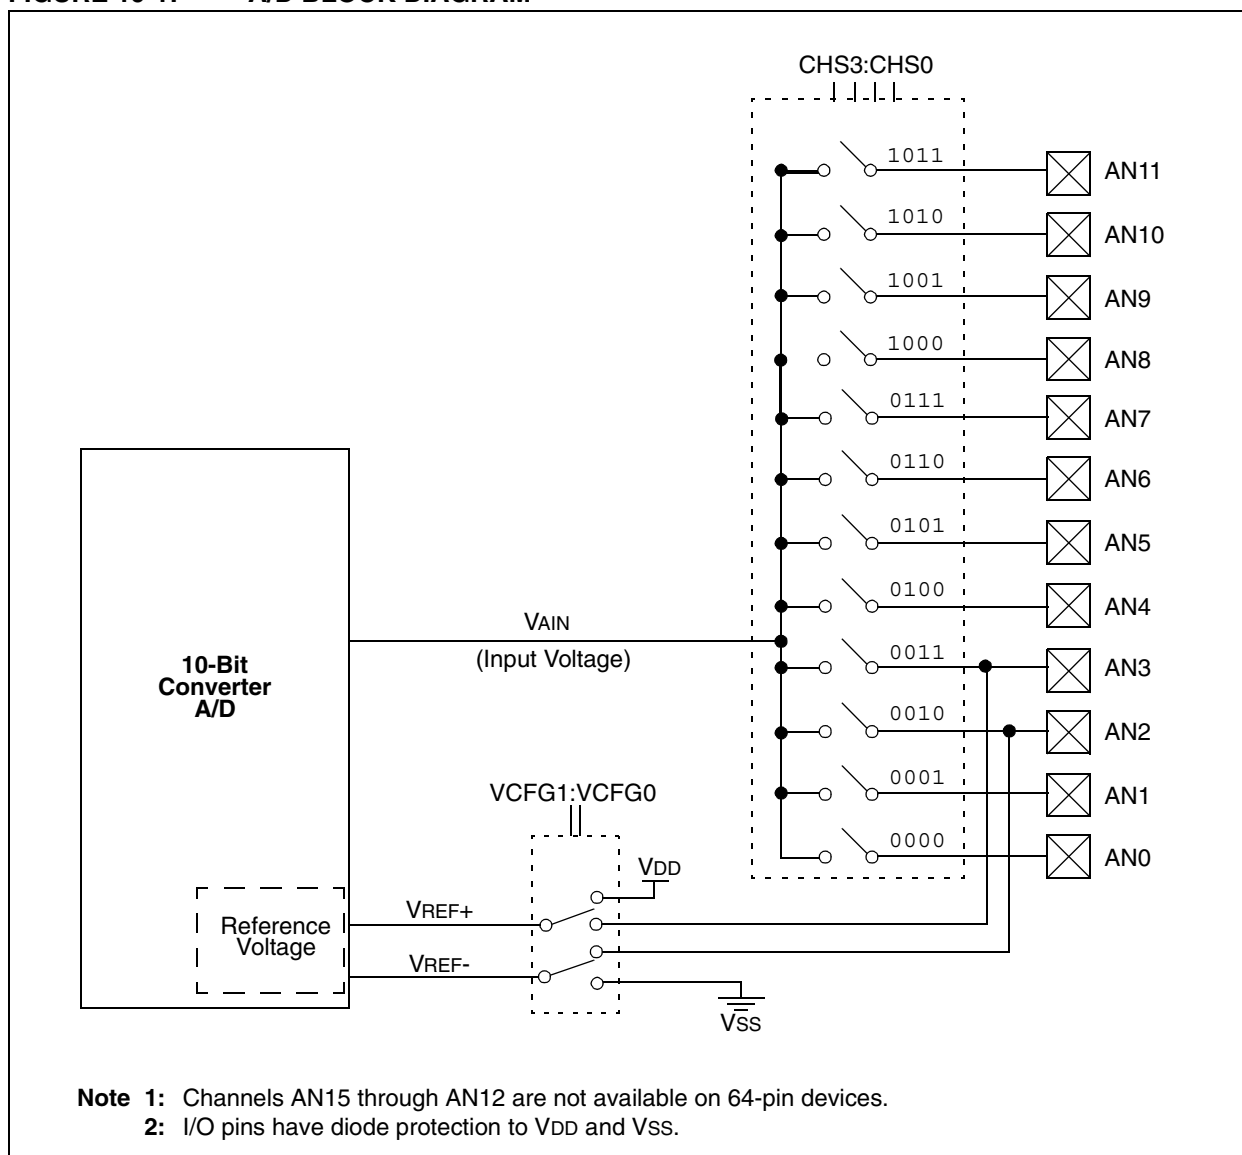 CHS3:CHS0
1011 AN11
1010 AN10
1001 AN9
1000 AN8
0111 AN7
0110 AN6
0101 AN5
0100 AN4
VAIN
(Input Voltage)
0011 AN3
10-Bit
Converter
A/D
0010 AN2
0001 AN1
VCFG1:VCFG0
0000 AN0
VDD
VREF+
Reference
Voltage
VREF-
VSS
Note 1: Channels AN15 through AN12 are not available on 64-pin devices.
2: I/O pins have diode protection to VDD and VSS.